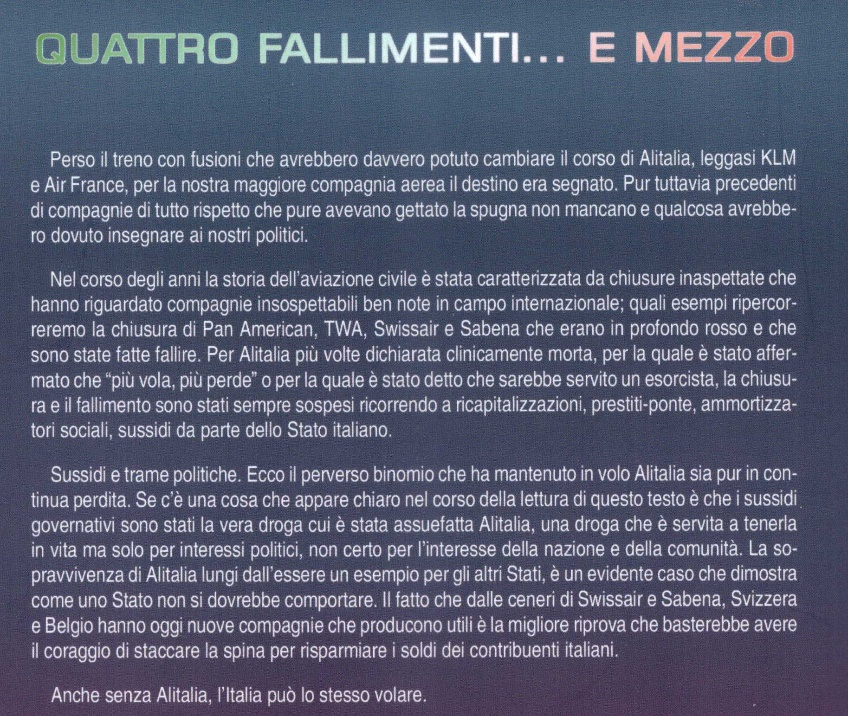 QUATTRO FALLIMENTI... E MEZZO
Perso il treno con fusioni che avrebbero davvero potuto cambiare il corso di Alitalia, leggasi KLM
e Air France, per la nostra maggiore compagnia aerea il destino era segnato. Pur tuttavia precedenti
di compagnie di tutto rispetto che pure avevano gettato la spugna non mancano e qualcosa avrebbe-
ro dovuto insegnare ai nostri politici.
Nel corso degli anni la storia dell'aviazione civile è stata caratterizzata da chiusure inaspettate che
hanno riguardato compagnie insospettabili ben note in campo internazionale; quali esempi ripercor-
reremo la chiusura di Pan American, TWA, Swissair e Sabena che erano in profondo rosso e che
sono state fatte fallire. Per Alitalia più volte dichiarata clinicamente morta, per la quale è stato affer-
mato che "più vola, più perde" o per la quale è stato detto che sarebbe servito un esorcista, la chiusu-
ra e il fallimento sono stati sempre sospesi ricorrendo a ricapitalizzazioni, prestiti-ponte, ammortizza-
tori sociali, sussidi da parte dello Stato italiano.
Sussidi e trame politiche. Ecco il perverso binomio che ha mantenuto in volo Alitalia sia pur in con-
tinua perdita. Se c'è una cosa che appare chiaro nel corso della lettura di questo testo è che i sussidi
governativi sono stati la vera droga cui è stata assuefatta Alitalia, una droga che è servita a tenerla
in vita ma solo per interessi politici, non certo per l'interesse della nazione e della comunità. La so-
pravvivenza di Alitalia lungi dall'essere un esempio per gli altri Stati, è un evidente caso che dimostra
come uno Stato non si dovrebbe comportare. Il fatto che dalle ceneri di Swissair e Sabena, Svizzera
e Belgio hanno oggi nuove compagnie che producono utili è la migliore riprova che basterebbe avere
il coraggio di staccare la spina per risparmiare i soldi dei contribuenti italiani.
Anche senza Alitalia, l'Italia può lo stesso volare.